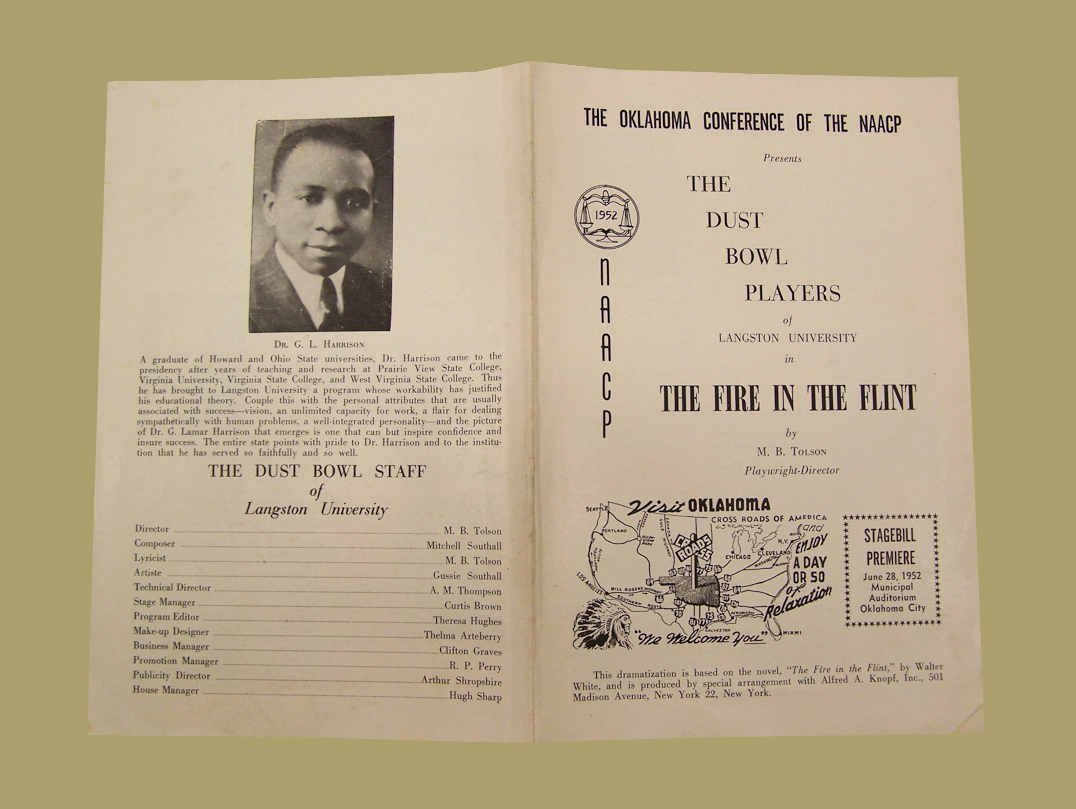 DR. G. L. HARRISON
A graduate of Howard and Ohio State universities, Dr. Harrison came to the
presidency after years of teaching and research at Prairie View State College,
Virginia University, Virginia State College, and West Virginia State College. Thus
he has brought to Langston University a program whose workability has justified
his educational theory. Couple this with the personal attributes that are usually
associated with success—vision, an unlimited capacity for work, a flair for dealing
sympathetically with human problems, a well-integrated personality—and the picture
of Dr. G. Lamar Harrison that emerges is one that can but inspire confidence and
insure success. The entire state points with pride to Dr. Harrison and to the institu-
tion that he has served so faithfully and so well.
THE DUST BOWL STAFF
of
Langston University
Director M. B. Tolson
Composer Mitchell Southall
Lyricist M. B. Tolson
Artiste Gussie Southall
Technical Director A. M. Thompson
Stage Manager Curtis Brown
Program Editor Theresa Hughes
Make-up Designer Thelma Arteberry
Business Manager Clifton Graves
Promotion Manager R. P. Perry
Publicity Director Arthur Shropshire
House Manager Hugh Sharp
THE OKLAHOMA CONFERENCE OF THE NAACP
Presents
THE
DUST
BOWL
PLAYERS
of
LANGSTON UNIVERSITY
in
THE FIRE IN THE FLINT
by
M. B. TOLSON
Playwright-Director
1952
NAACP
Visit OKLAHOMA
CROSS ROADS OF AMERICA
and
ENJOY
A DAY
OR SO
of
Relaxation
SEATTLE
PORTLAND
N.Y.
CHICAGO
CLEVELAND
LOS ANGELES
WILL ROGERS
SOUTHERN ROUTE
GALVESTON
MIAMI
"We Welcome You"
STAGEBILL
PREMIERE
June 28, 1952
Municipal
Auditorium
Oklahoma City
This dramatization is based on the novel, "The Fire in the Flint," by Walter
White, and is produced by special arrangement with Alfred A. Knopf, Inc., 501
Madison Avenue, New York 22, New York.